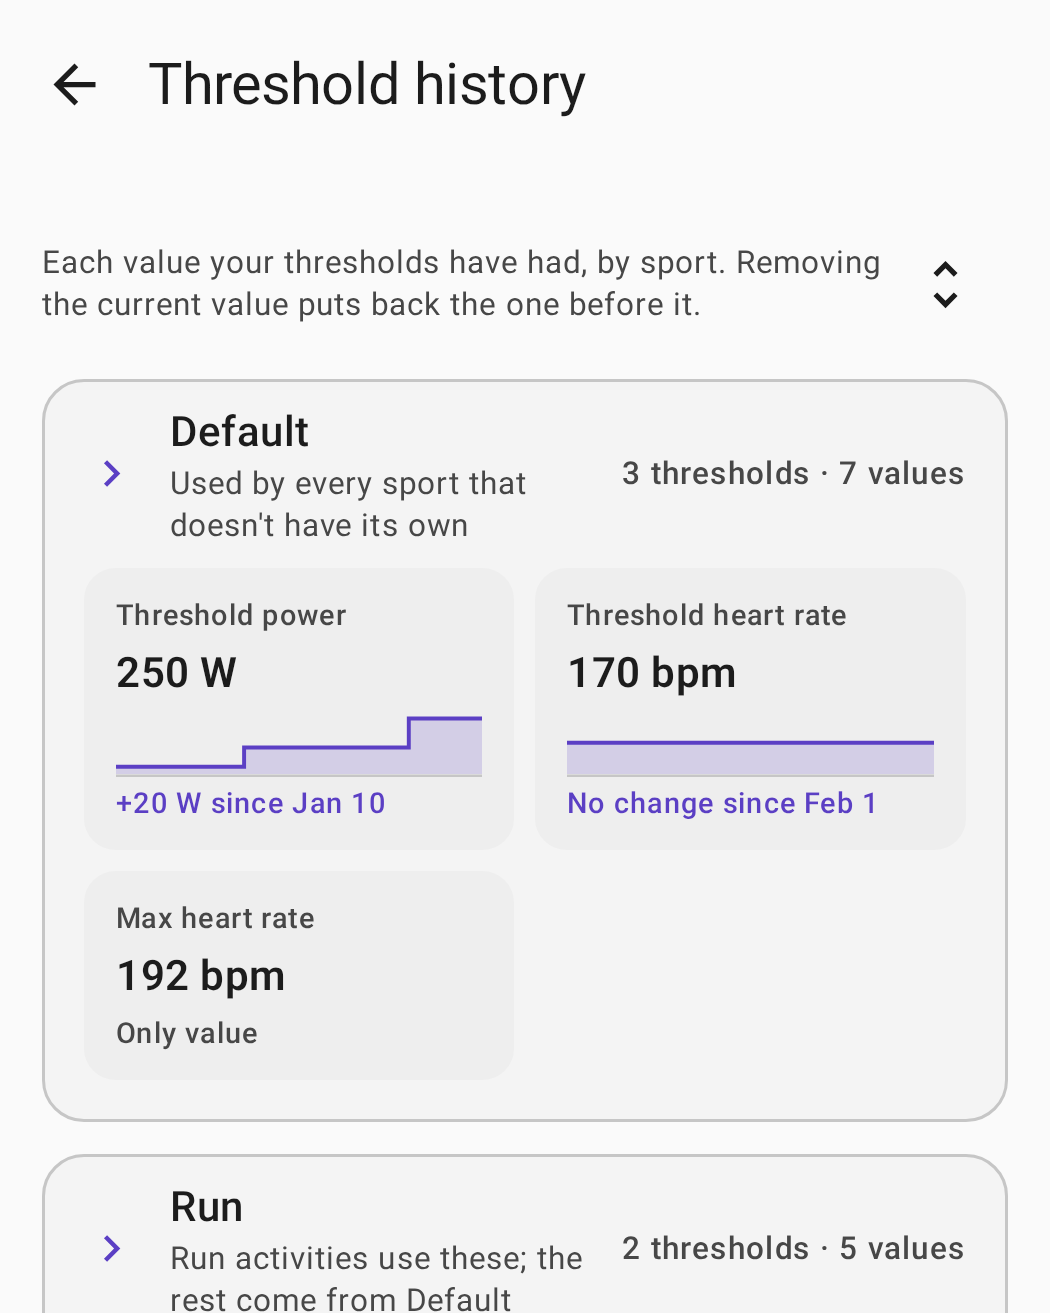 Threshold history
Each value your thresholds have had, by sport. Removing
the current value puts back the one before it.
Default
Used by every sport that
doesn't have its own
3 thresholds · 7 values
Threshold power
250 W
+20 W since Jan 10
Threshold heart rate
170 bpm
No change since Feb 1
Max heart rate
192 bpm
Only value
Run
Run activities use these; the
rest come from Default
2 thresholds · 5 values